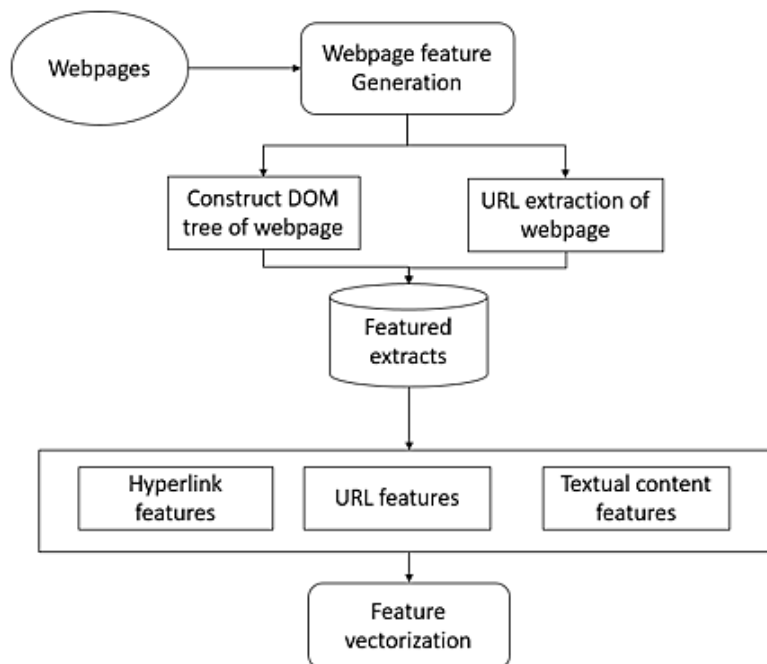 Webpages
Webpage feature
Generation
Construct DOM
tree of webpage
URL extraction of
webpage
Featured
extracts
Hyperlink
features
URL features
Textual content
features
Feature
vectorization